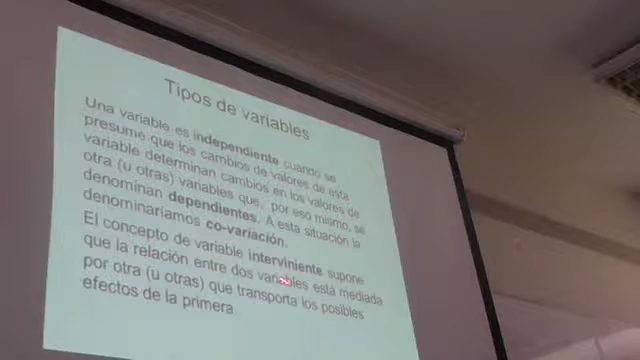 Tipos de variables
Una variable es independiente cuando se
presume que los cambios de valores de esta
variable determinan cambios en los valores de
otra (u otras) variables que, por eso mismo, se
denominan dependientes. A esta situación la
denominaríamos co-variación.
El concepto de variable interviniente supone
que la relación entre dos variables está mediada
por otra (u otras) que transporta los posibles
efectos de la primera